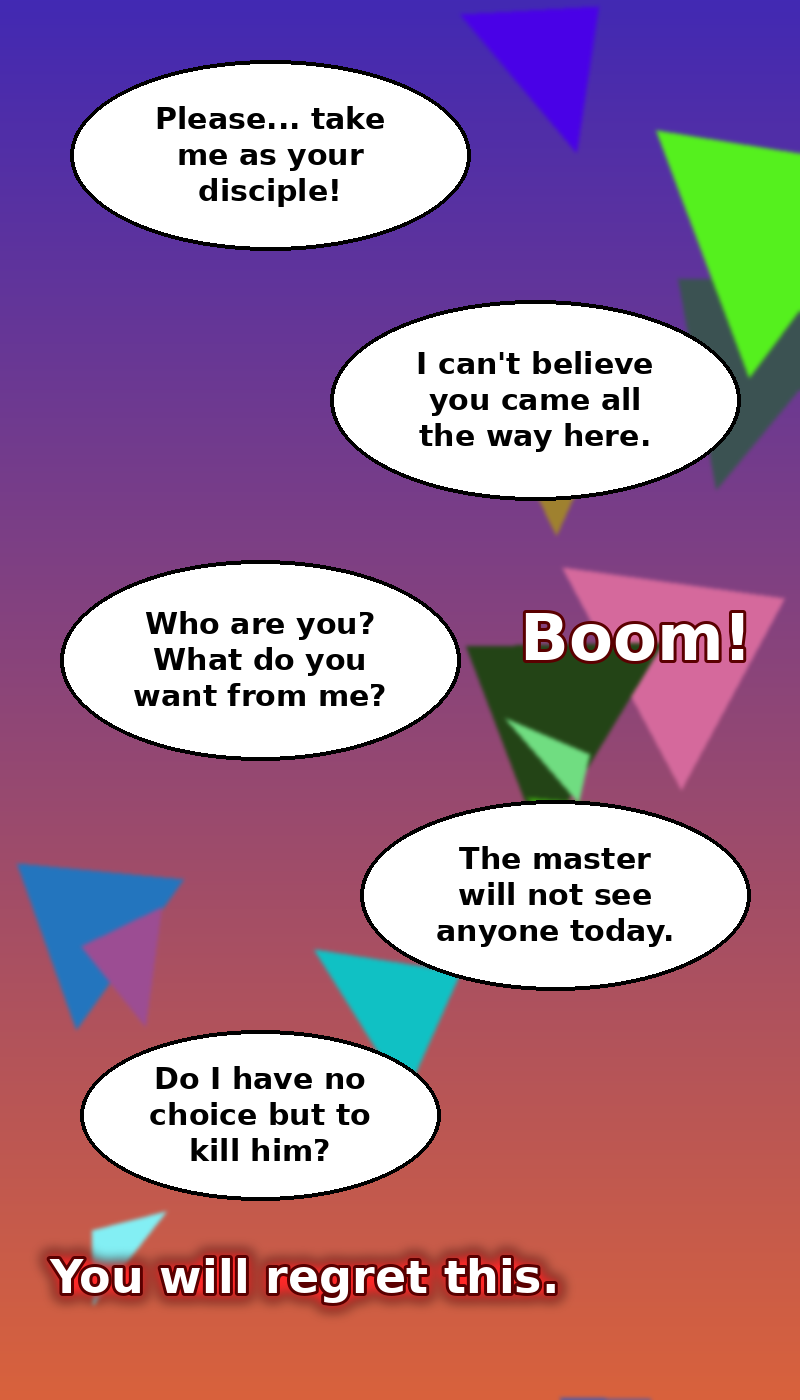 Please... take
me as your
disciple!
I can't believe
you came all
the way here.
Who are you?
What do you
want from me?
Boom!
The master
will not see
anyone today.
Do I have no
choice but to
kill him?
You will regret this.